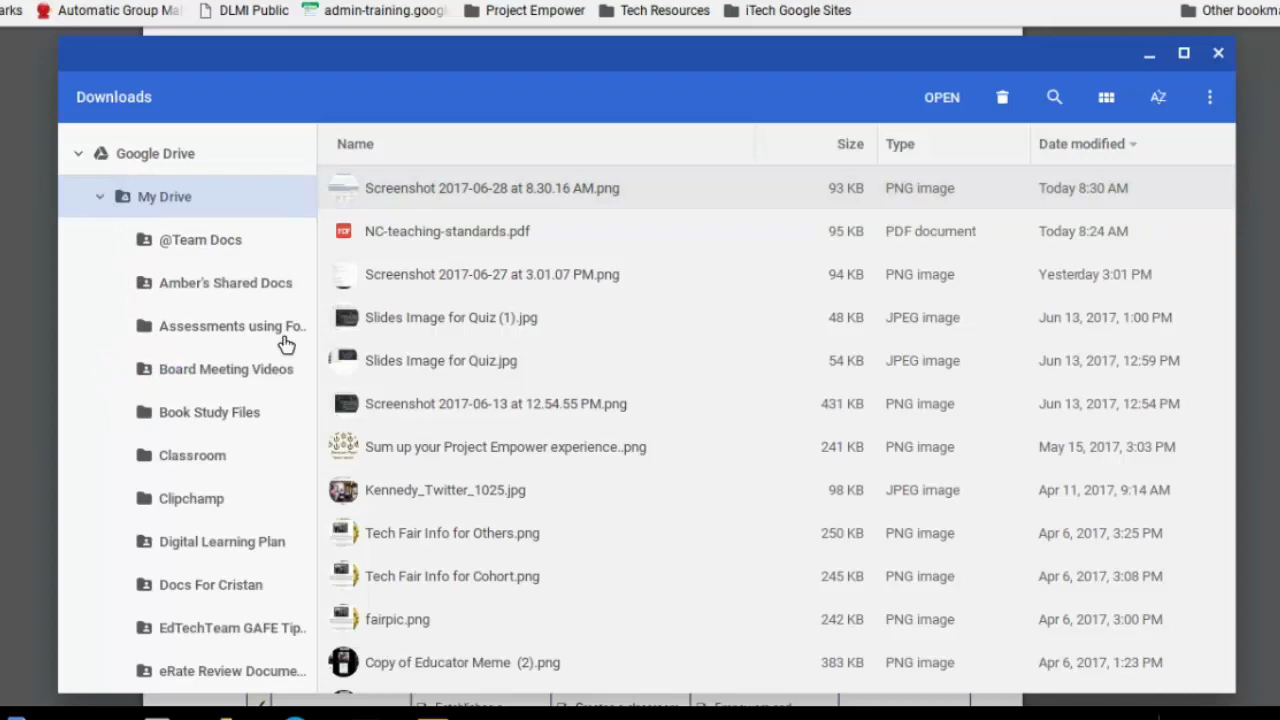 arks Automatic Group Ma DLMI Public admin-training.goog Project Empower Tech Resources iTech Google Sites Other bookma
Downloads OPEN AZ
Google Drive Name Size Type Date modified
My Drive Screenshot 2017-06-28 at 8.30.16 AM.png 93 KB PNG image Today 8:30 AM
@Team Docs PDF NC-teaching-standards.pdf 95 KB PDF document Today 8:24 AM
Amber's Shared Docs Screenshot 2017-06-27 at 3.01.07 PM.png 94 KB PNG image Yesterday 3:01 PM
Assessments using Fo.. Slides Image for Quiz (1).jpg 48 KB JPEG image Jun 13, 2017, 1:00 PM
Board Meeting Videos Slides Image for Quiz.jpg 54 KB JPEG image Jun 13, 2017, 12:59 PM
Book Study Files Screenshot 2017-06-13 at 12.54.55 PM.png 431 KB PNG image Jun 13, 2017, 12:54 PM
Classroom Sum up your Project Empower experience..png 241 KB PNG image May 15, 2017, 3:03 PM
Clipchamp Kennedy_Twitter_1025.jpg 98 KB JPEG image Apr 11, 2017, 9:14 AM
Digital Learning Plan Tech Fair Info for Others.png 250 KB PNG image Apr 6, 2017, 3:25 PM
Docs For Cristan Tech Fair Info for Cohort.png 245 KB PNG image Apr 6, 2017, 3:08 PM
EdTechTeam GAFE Tip.. fairpic.png 242 KB PNG image Apr 6, 2017, 3:00 PM
eRate Review Docume... Copy of Educator Meme (2).png 383 KB PNG image Apr 6, 2017, 1:23 PM